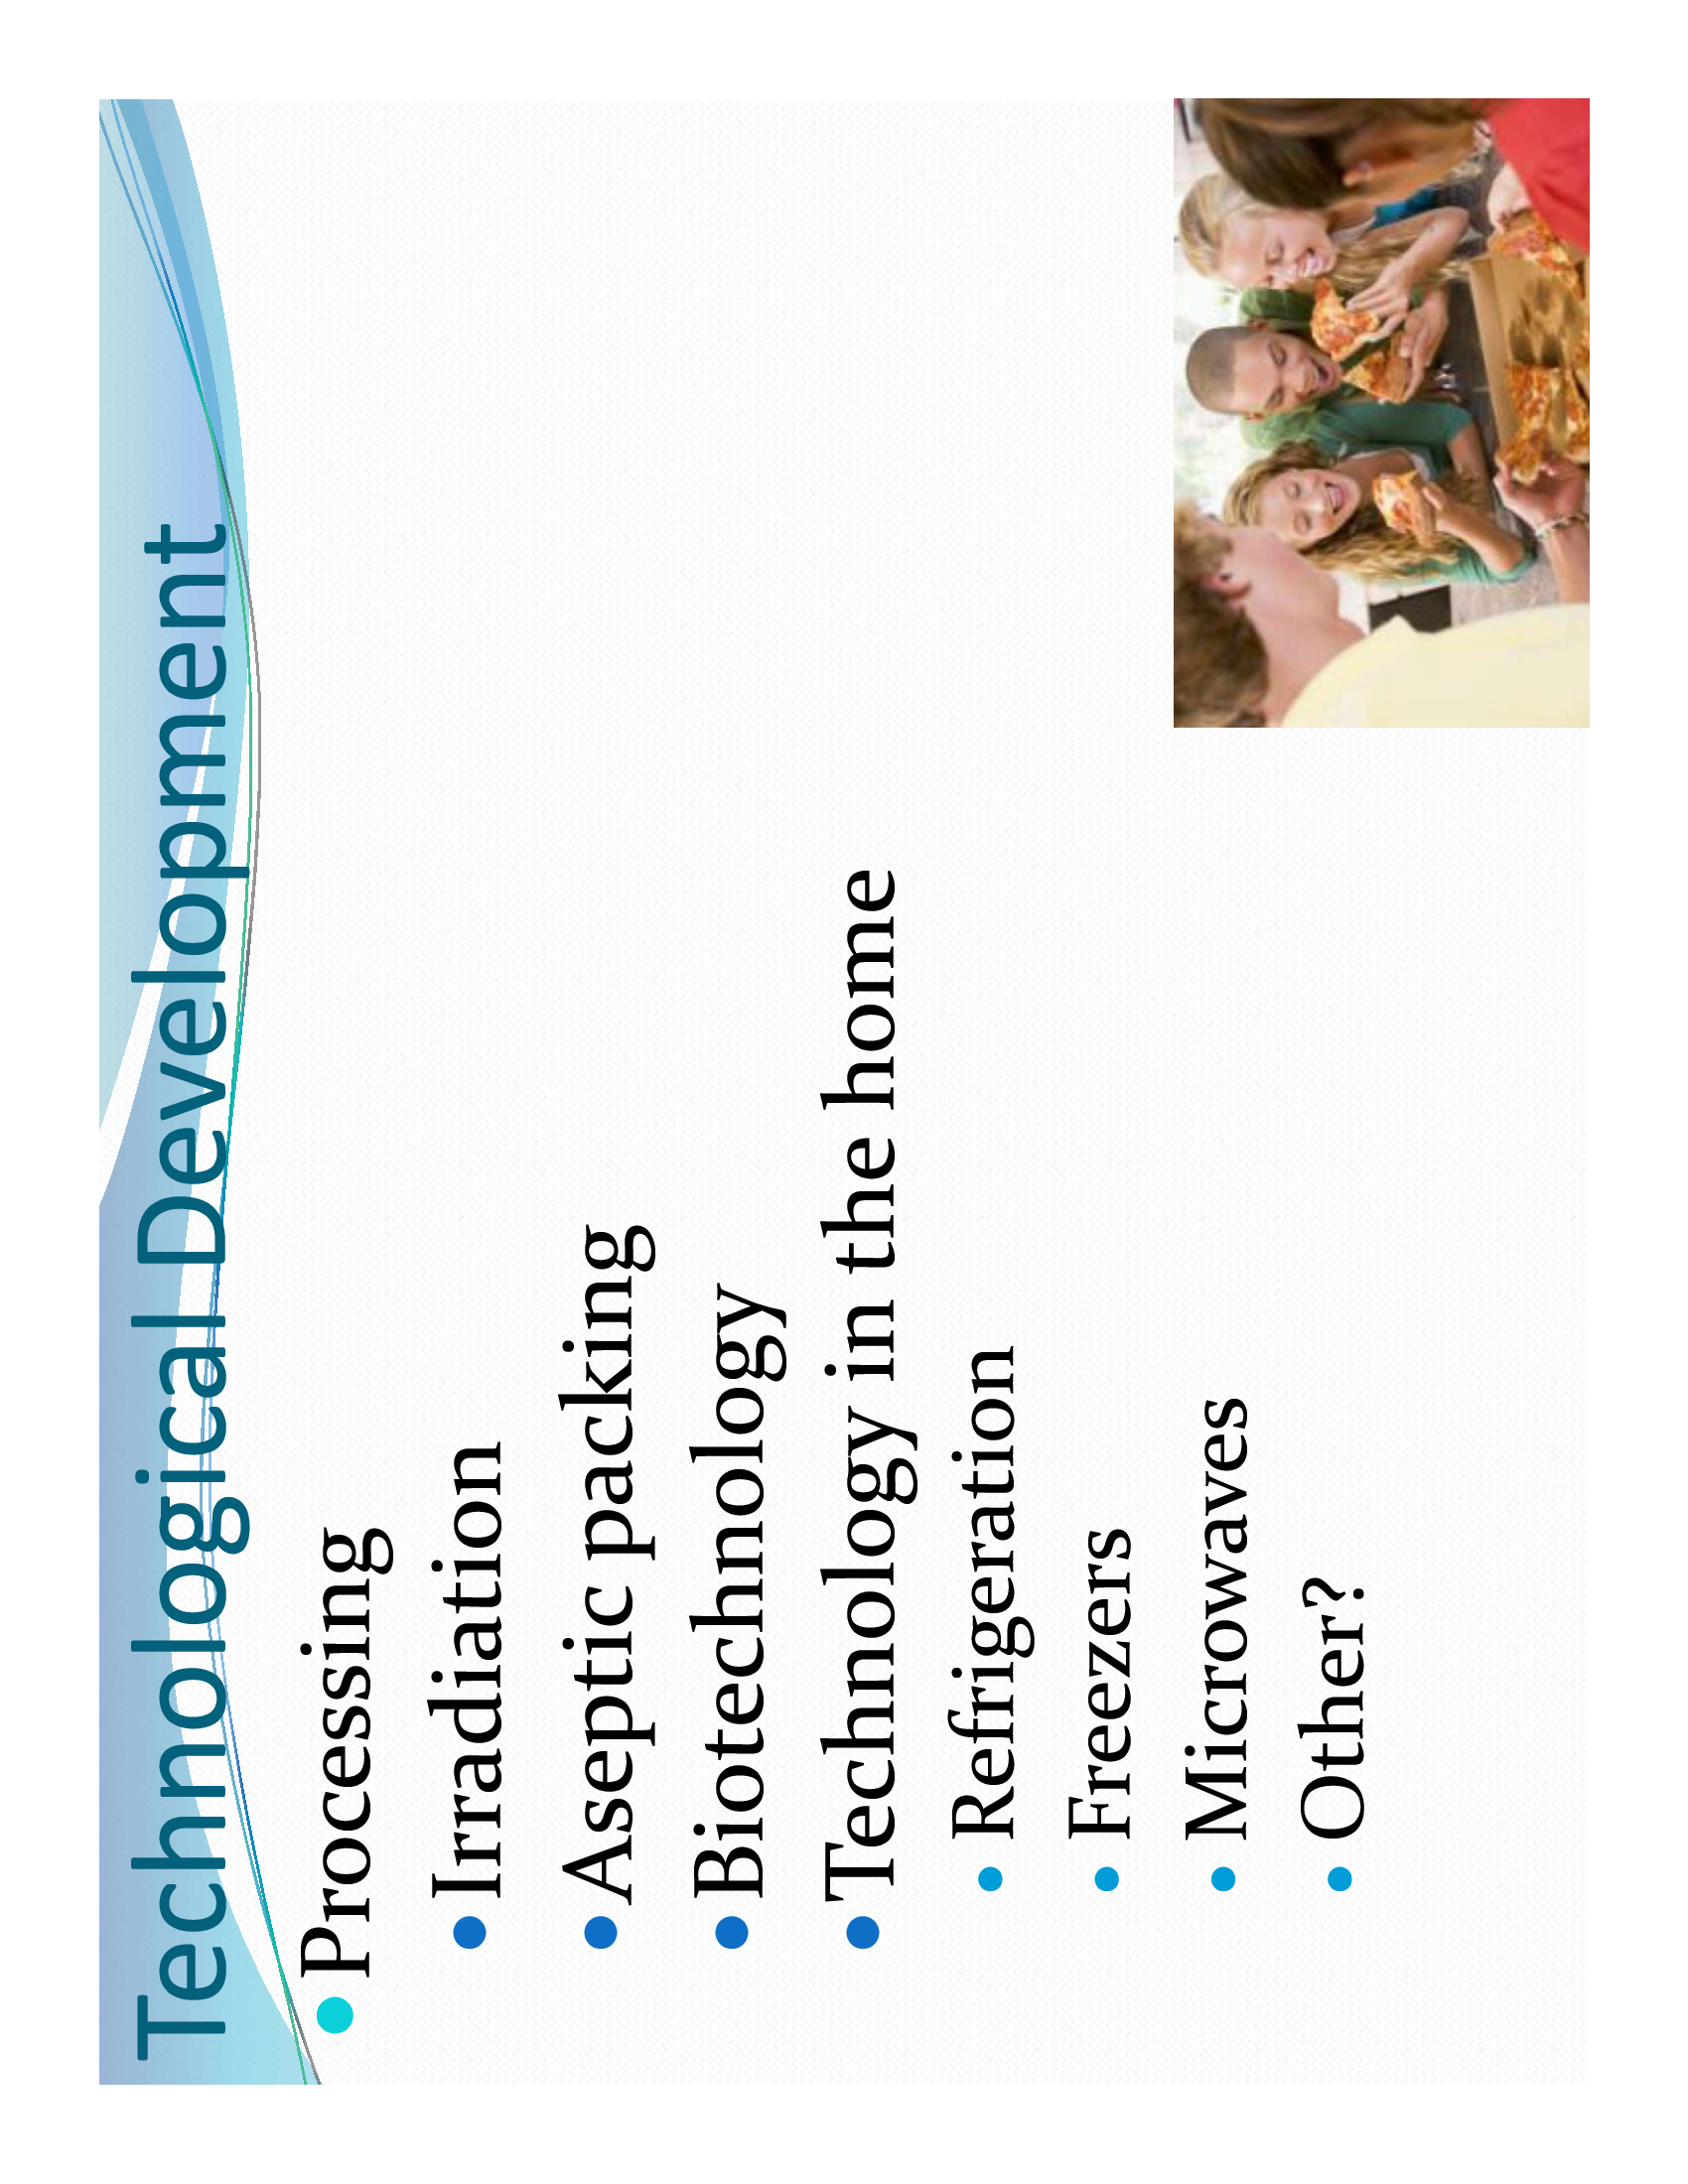 Technological Development
• Processing
• Irradiation
• Aseptic packing
• Biotechnology
• Technology in the home
• Refrigeration
• Freezers
• Microwaves
• Other?